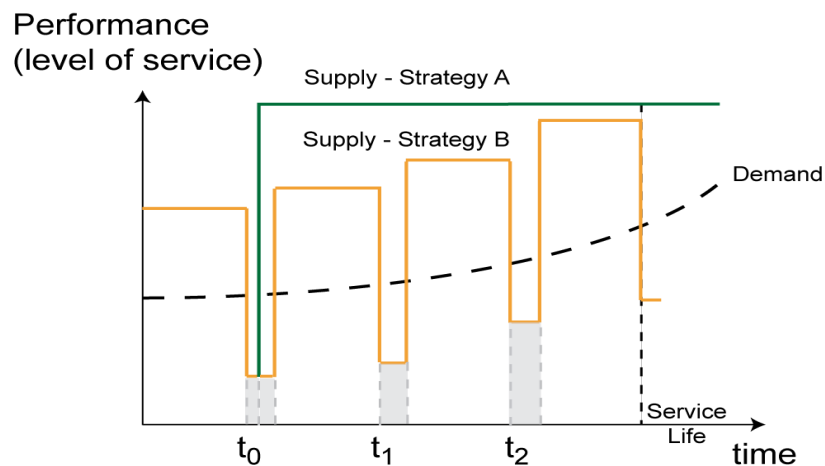 Performance
(level of service)
Supply - Strategy A
Supply - Strategy B
Demand
Service
Life
t0
t1
t2
time